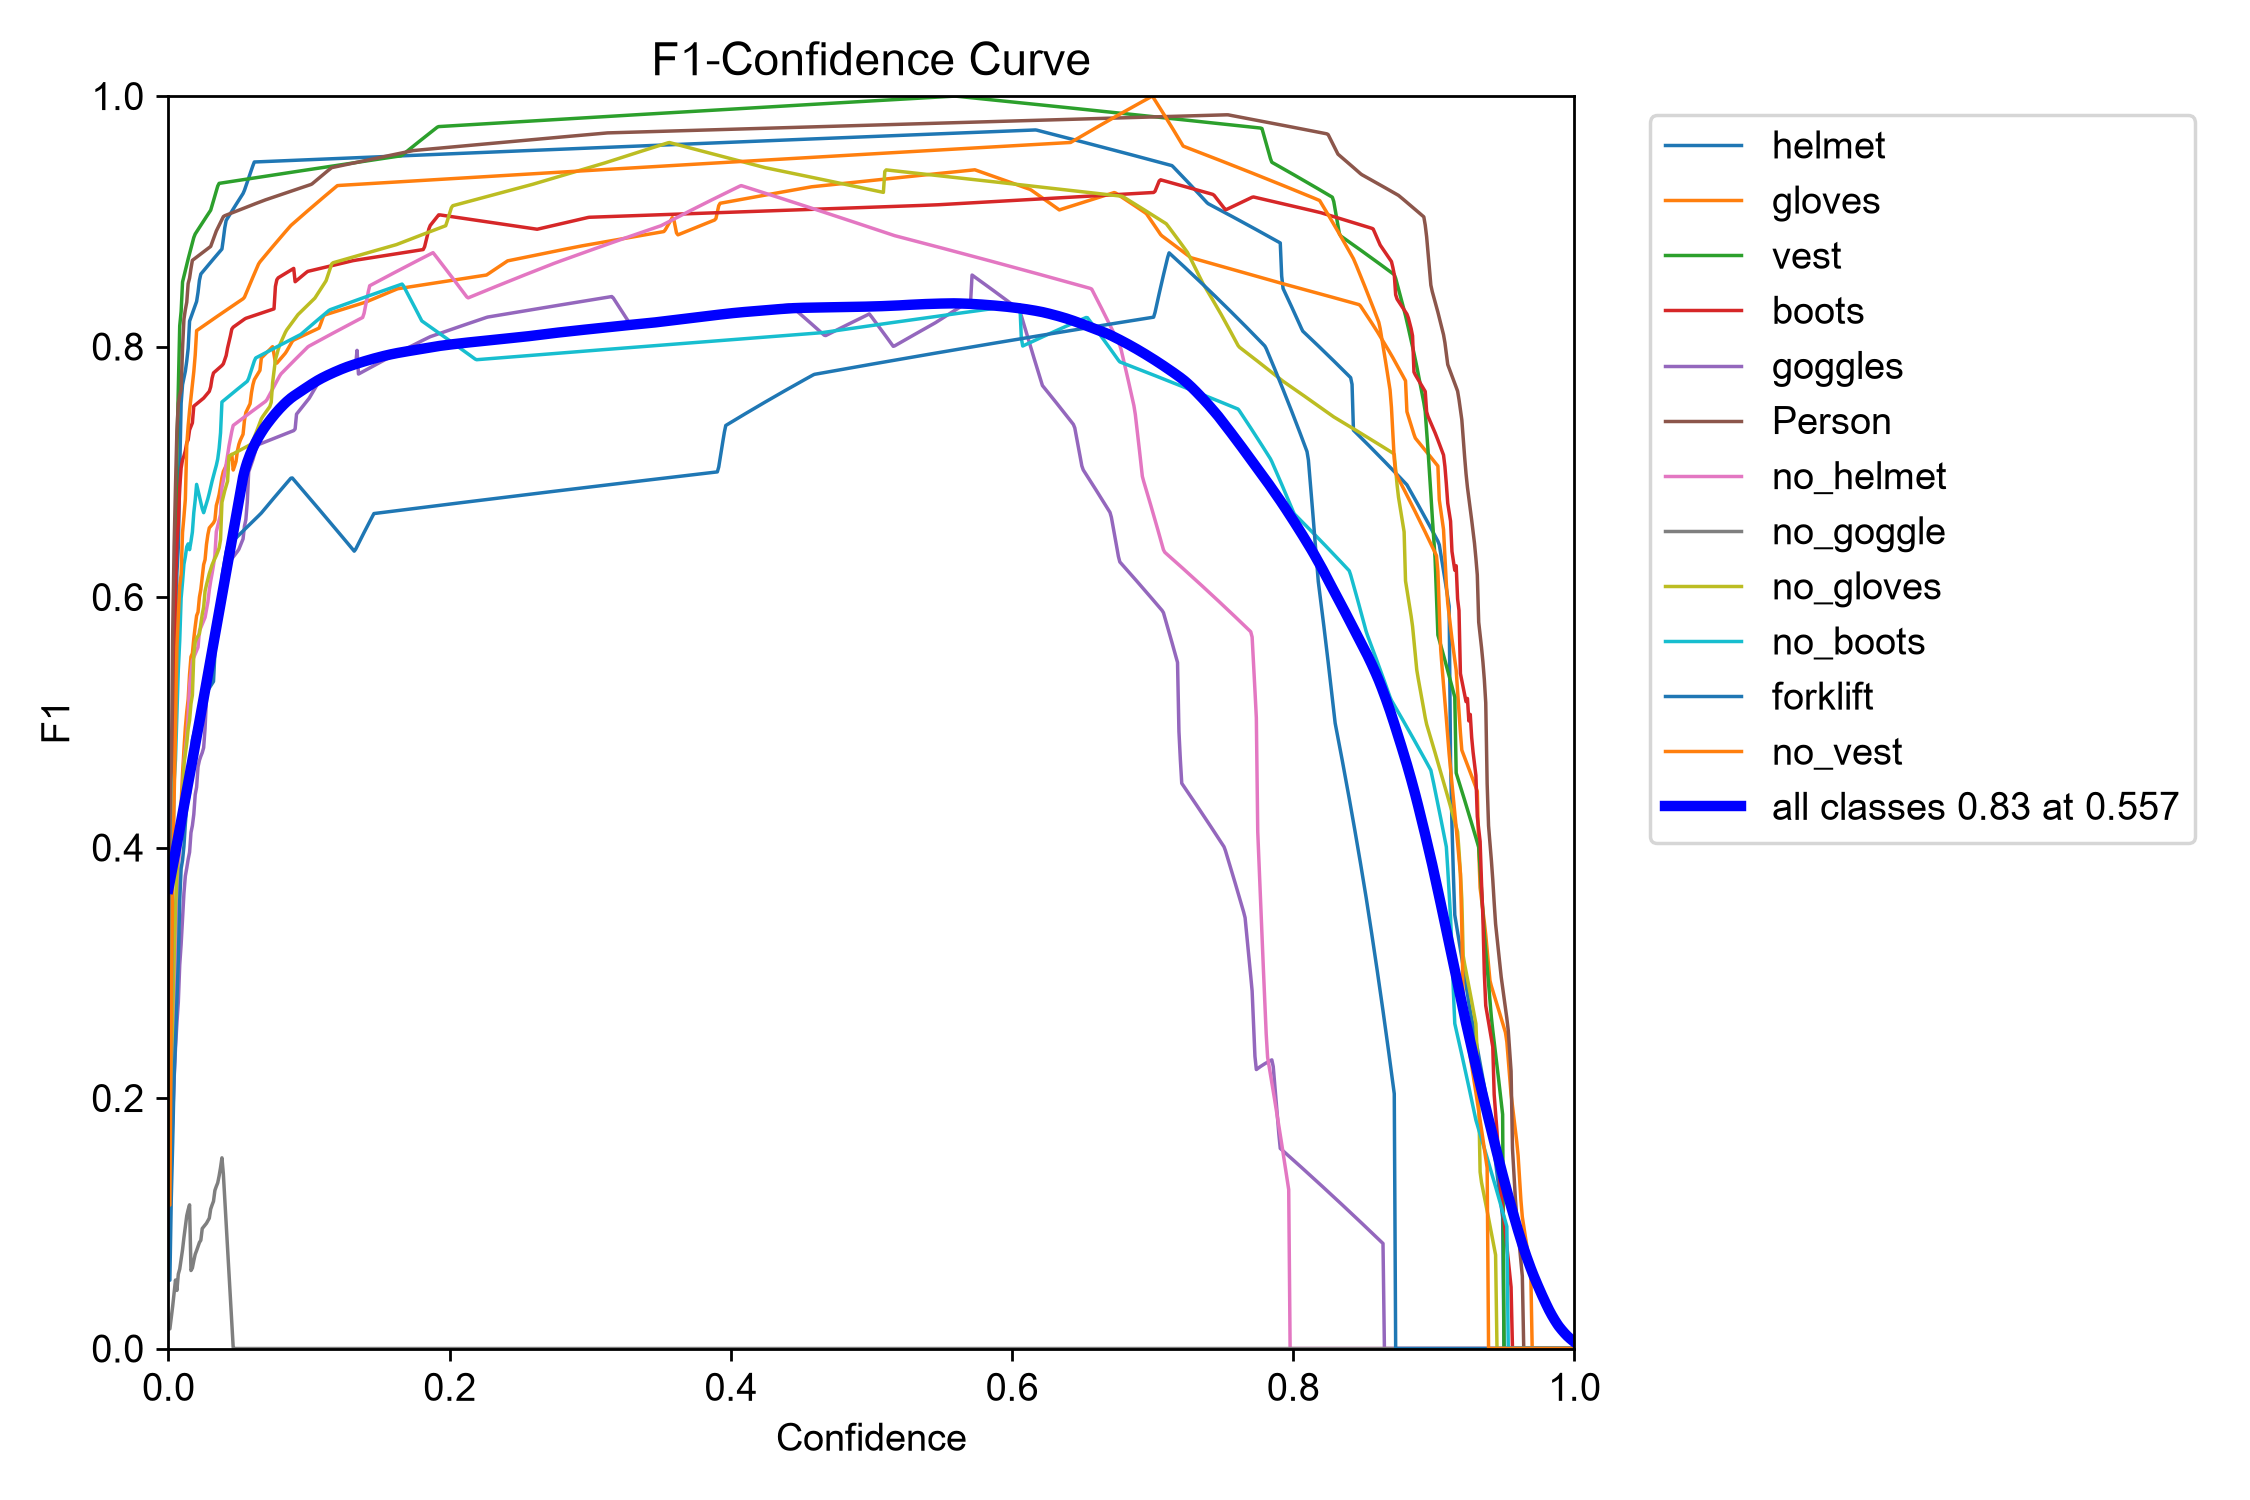 F1-Confidence Curve
1.0
0.8
0.6
0.4
0.2
0.0
F1
0.0 0.2 0.4 0.6 0.8 1.0
Confidence
helmet
gloves
vest
boots
goggles
Person
no_helmet
no_goggle
no_gloves
no_boots
forklift
no_vest
all classes 0.83 at 0.557